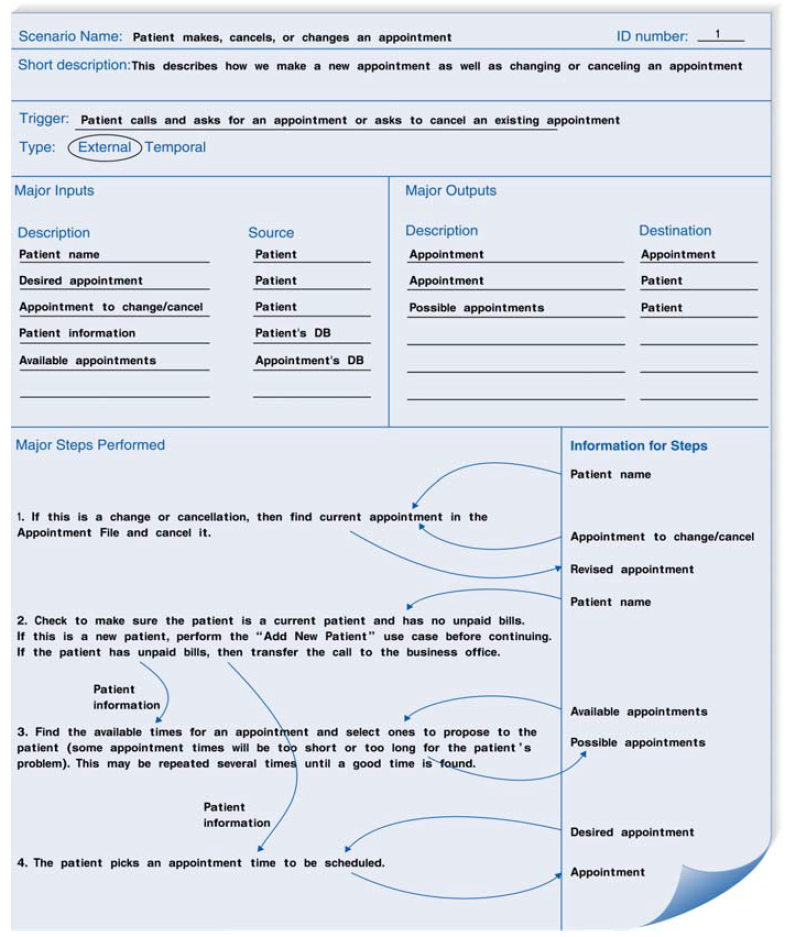 Scenario Name: Patient makes, cancels, or changes an appointment
ID number: 1
Short description:This describes how we make a new appointment as well as changing or canceling an appointment
Trigger: Patient calls and asks for an appointment or asks to cancel an existing appointment
Type: External Temporal
Major Inputs
Description Source
Patient name Patient
Desired appointment Patient
Appointment to change/cancel Patient
Patient information Patient's DB
Available appointments Appointment's DB
Major Outputs
Description Destination
Appointment Appointment
Appointment Patient
Possible appointments Patient
Major Steps Performed
1. If this is a change or cancellation, then find current appointment in the
Appointment File and cancel it.
2. Check to make sure the patient is a current patient and has no unpaid bills.
If this is a new patient, perform the “Add New Patient” use case before continuing.
If the patient has unpaid bills, then transfer the call to the business office.
Patient
information
3. Find the available times for an appointment and select ones to propose to the
patient (some appointment times will be too short or too long for the patient's
problem). This may be repeated several times until a good time is found.
Patient
information
4. The patient picks an appointment time to be scheduled.
Information for Steps
Patient name
Appointment to change/cancel
Revised appointment
Patient name
Available appointments
Possible appointments
Desired appointment
Appointment